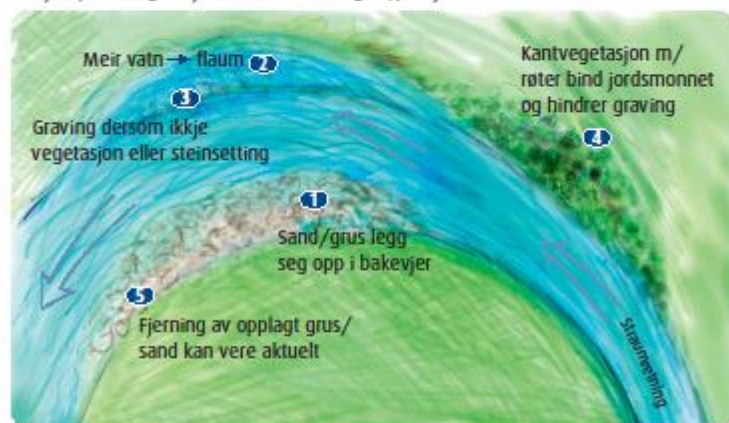 Meir vatn → flaum 2
3
Graving dersom ikkje
vegetasjon eller steinsetting
Kantvegetasjon m/
røter bind jordsmonnet
og hindrer graving
4
1
Sand/grus legg
seg opp i bakevjer
5
Fjerning av opplagt grus/
sand kan vere aktuelt
Straumretning